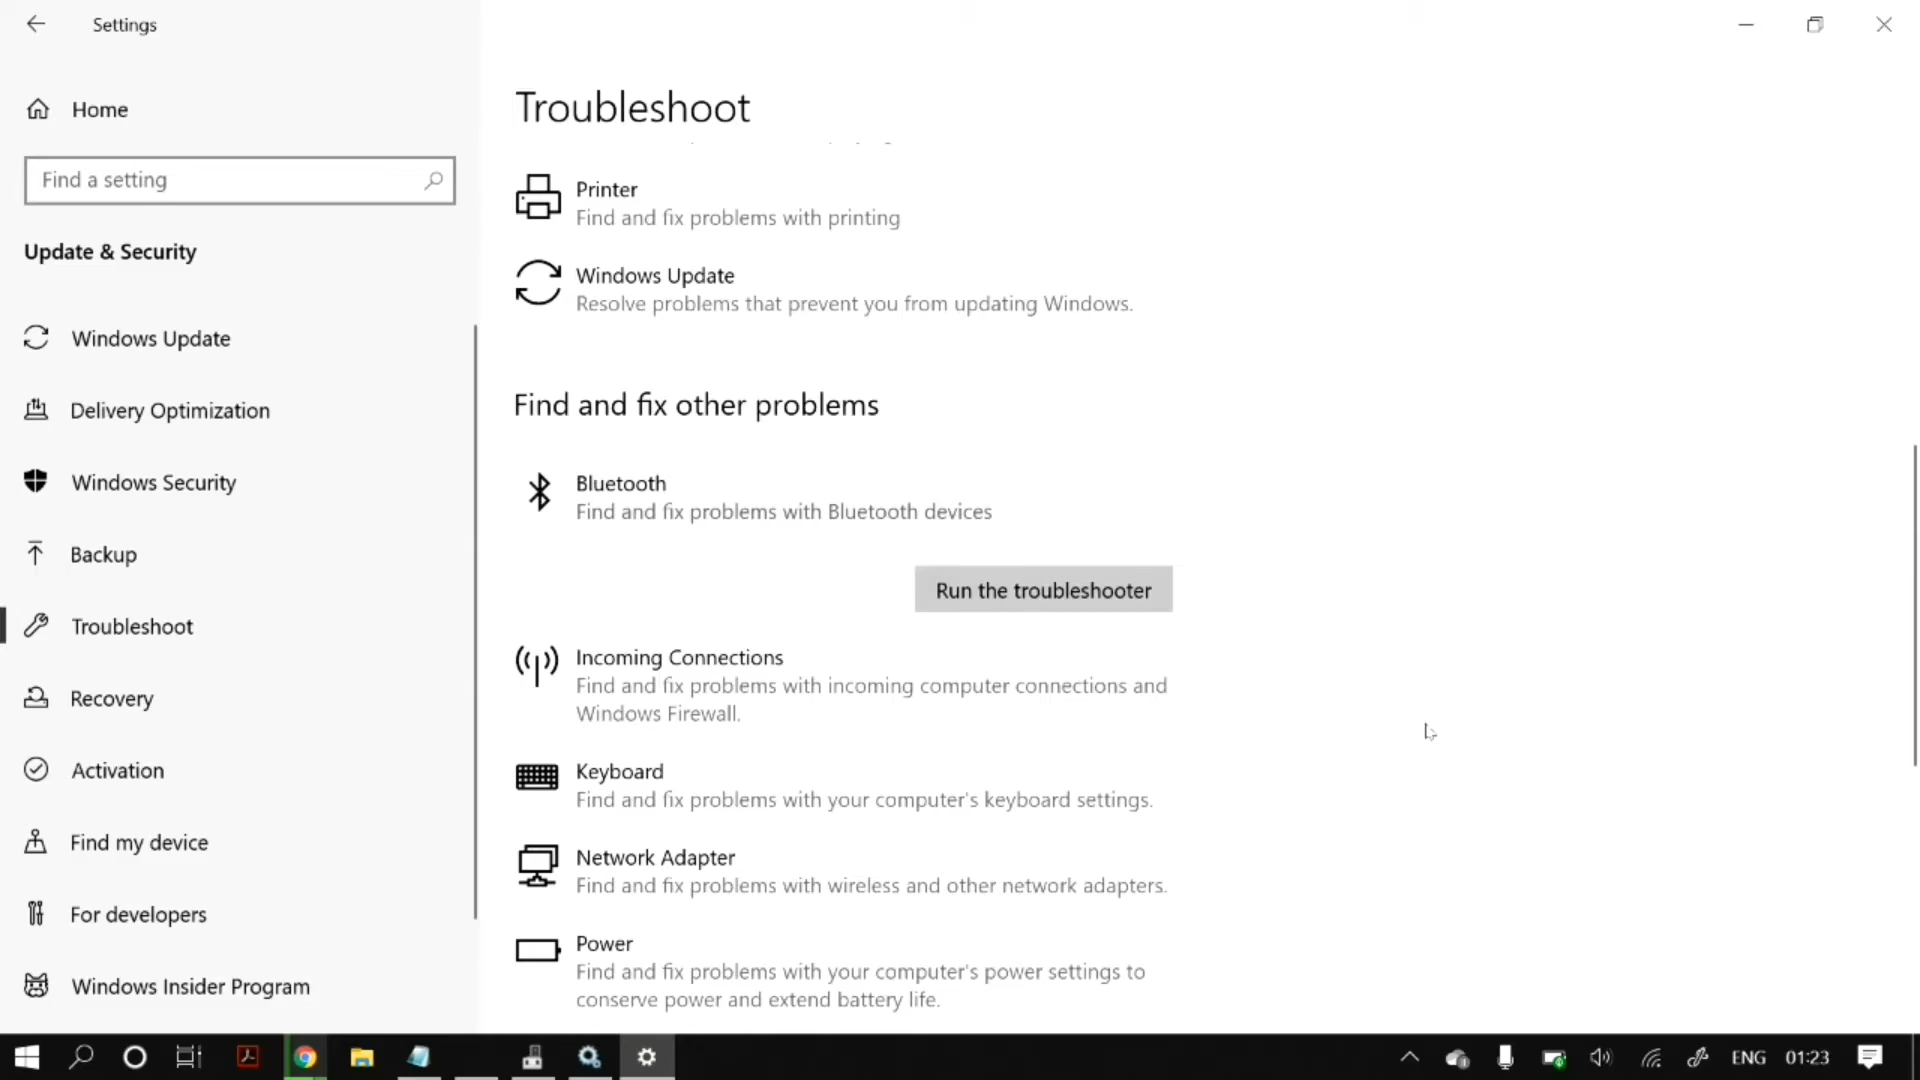 Settings
Home
Find a setting
Update & Security
Windows Update
Delivery Optimization
Windows Security
Backup
Troubleshoot
Recovery
Activation
Find my device
For developers
Windows Insider Program
Troubleshoot
Printer
Find and fix problems with printing
Windows Update
Resolve problems that prevent you from updating Windows.
Find and fix other problems
Bluetooth
Find and fix problems with Bluetooth devices
Run the troubleshooter
Incoming Connections
Find and fix problems with incoming computer connections and
Windows Firewall.
Keyboard
Find and fix problems with your computer's keyboard settings.
Network Adapter
Find and fix problems with wireless and other network adapters.
Power
Find and fix problems with your computer's power settings to
conserve power and extend battery life.
ENG 01:23